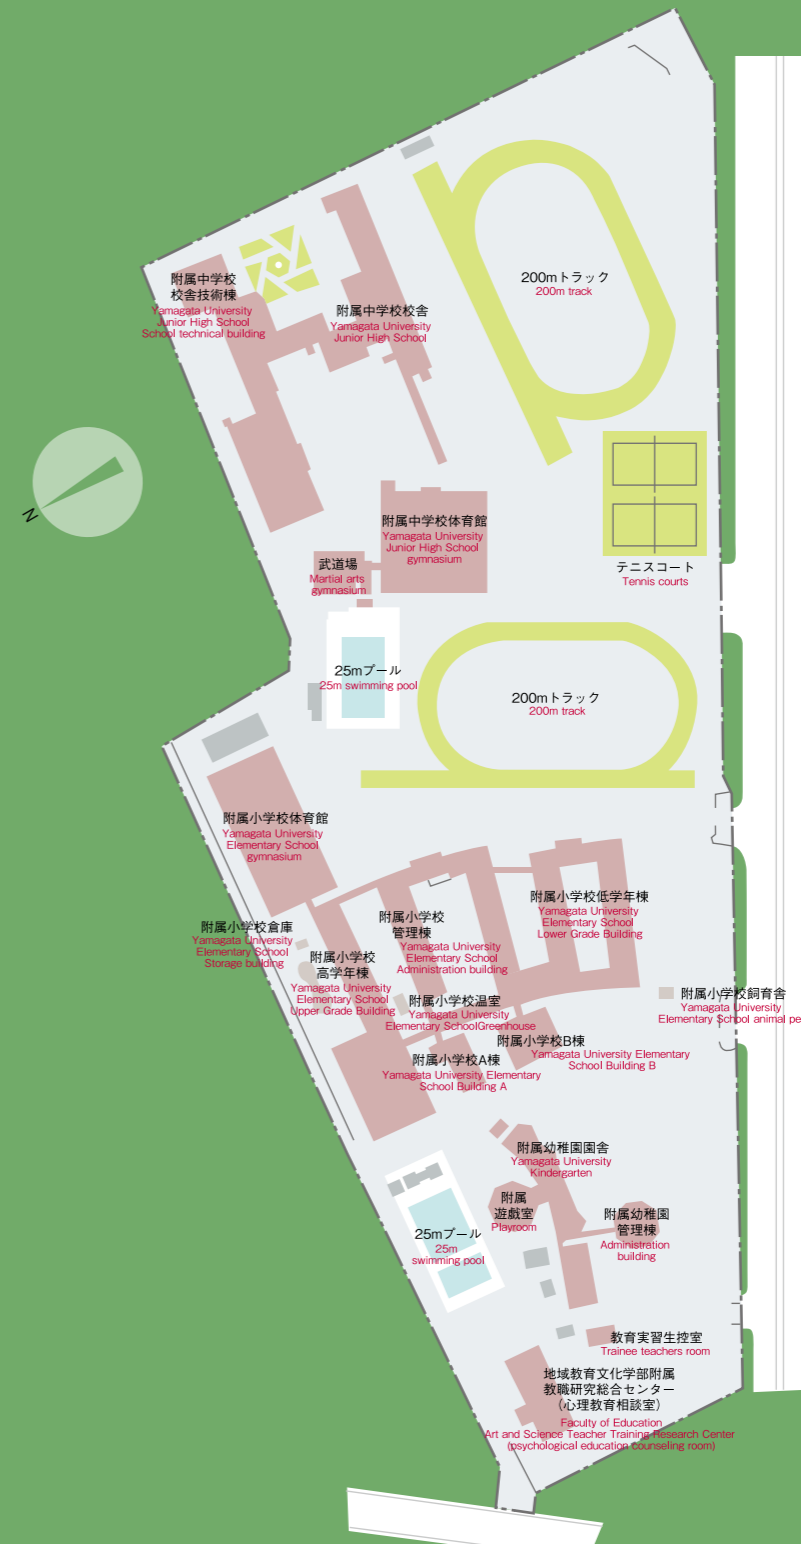 200mトラック
200m track
附属中学校
校舎技術棟
Yamagata University
Junior High School
School technical building
附属中学校校舎
Yamagata University
Junior High School
N
附属中学校体育館
Yamagata University
Junior High School
gymnasium
武道場
Martial arts
gymnasium
テニスコート
Tennis courts
25mプール
25m swimming pool
200mトラック
200m track
附属小学校体育館
Yamagata University
Elementary School
gymnasium
附属小学校低学年棟
Yamagata University
Elementary School
Lower Grade Building
附属小学校
管理棟
Yamagata University
Elementary School
Administration building
附属小学校倉庫
Yamagata University
Elementary School
Storage building
附属小学校
高学年棟
Yamagata University
Elementary School
Upper Grade Building
附属小学校温室
Yamagata University
Elementary SchoolGreenhouse
附属小学校飼育舎
Yamagata University
Elementary School animal pe
附属小学校B棟
Yamagata University Elementary
School Building B
附属小学校A棟
Yamagata University Elementary
School Building A
附属幼稚園園舎
Yamagata University
Kindergarten
附属
遊戯室
Playroom
附属幼稚園
管理棟
Administration
building
25mプール
25m
swimming pool
教育実習生控室
Trainee teachers room
地域教育文化学部附属
教職研究総合センター
（心理教育相談室）
Faculty of Education
Art and Science Teacher Training Research Center
(psychological education counseling room)